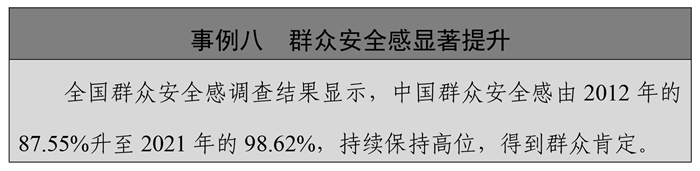 事例八　群众安全感显著提升
全国群众安全感调查结果显示，中国群众安全感由 2012 年的
87.55%升至 2021 年的 98.62%，持续保持高位，得到群众肯定。